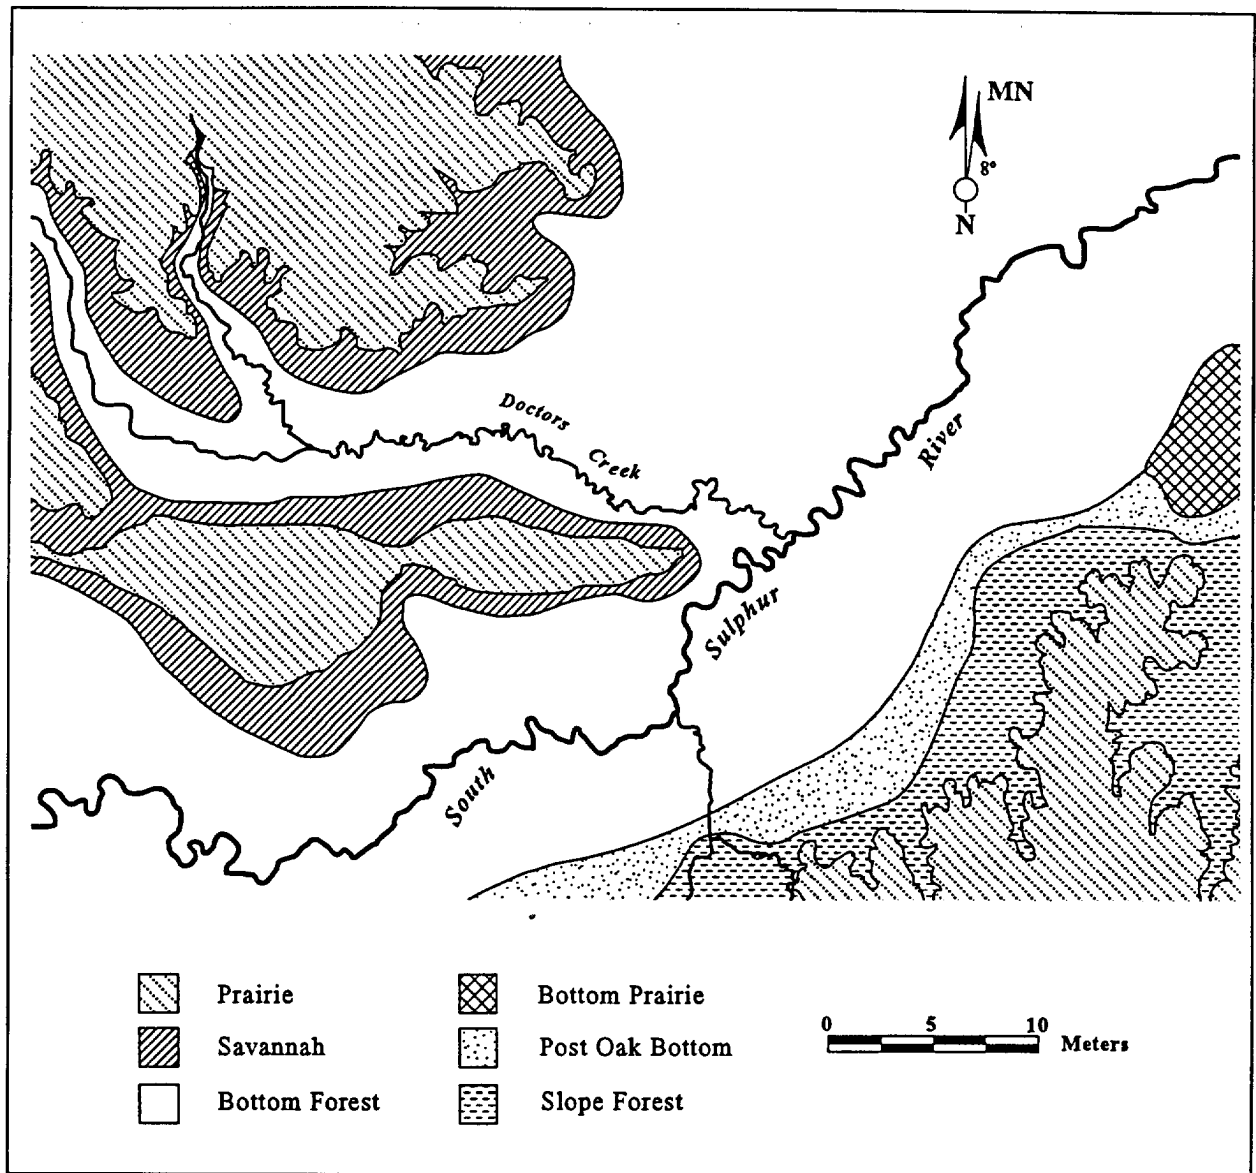 MN
8°
N
Doctors
Creek
River
Sulphur
South
Prairie
Savannah
Bottom Forest
Bottom Prairie
Post Oak Bottom
Slope Forest
0 5 10
Meters